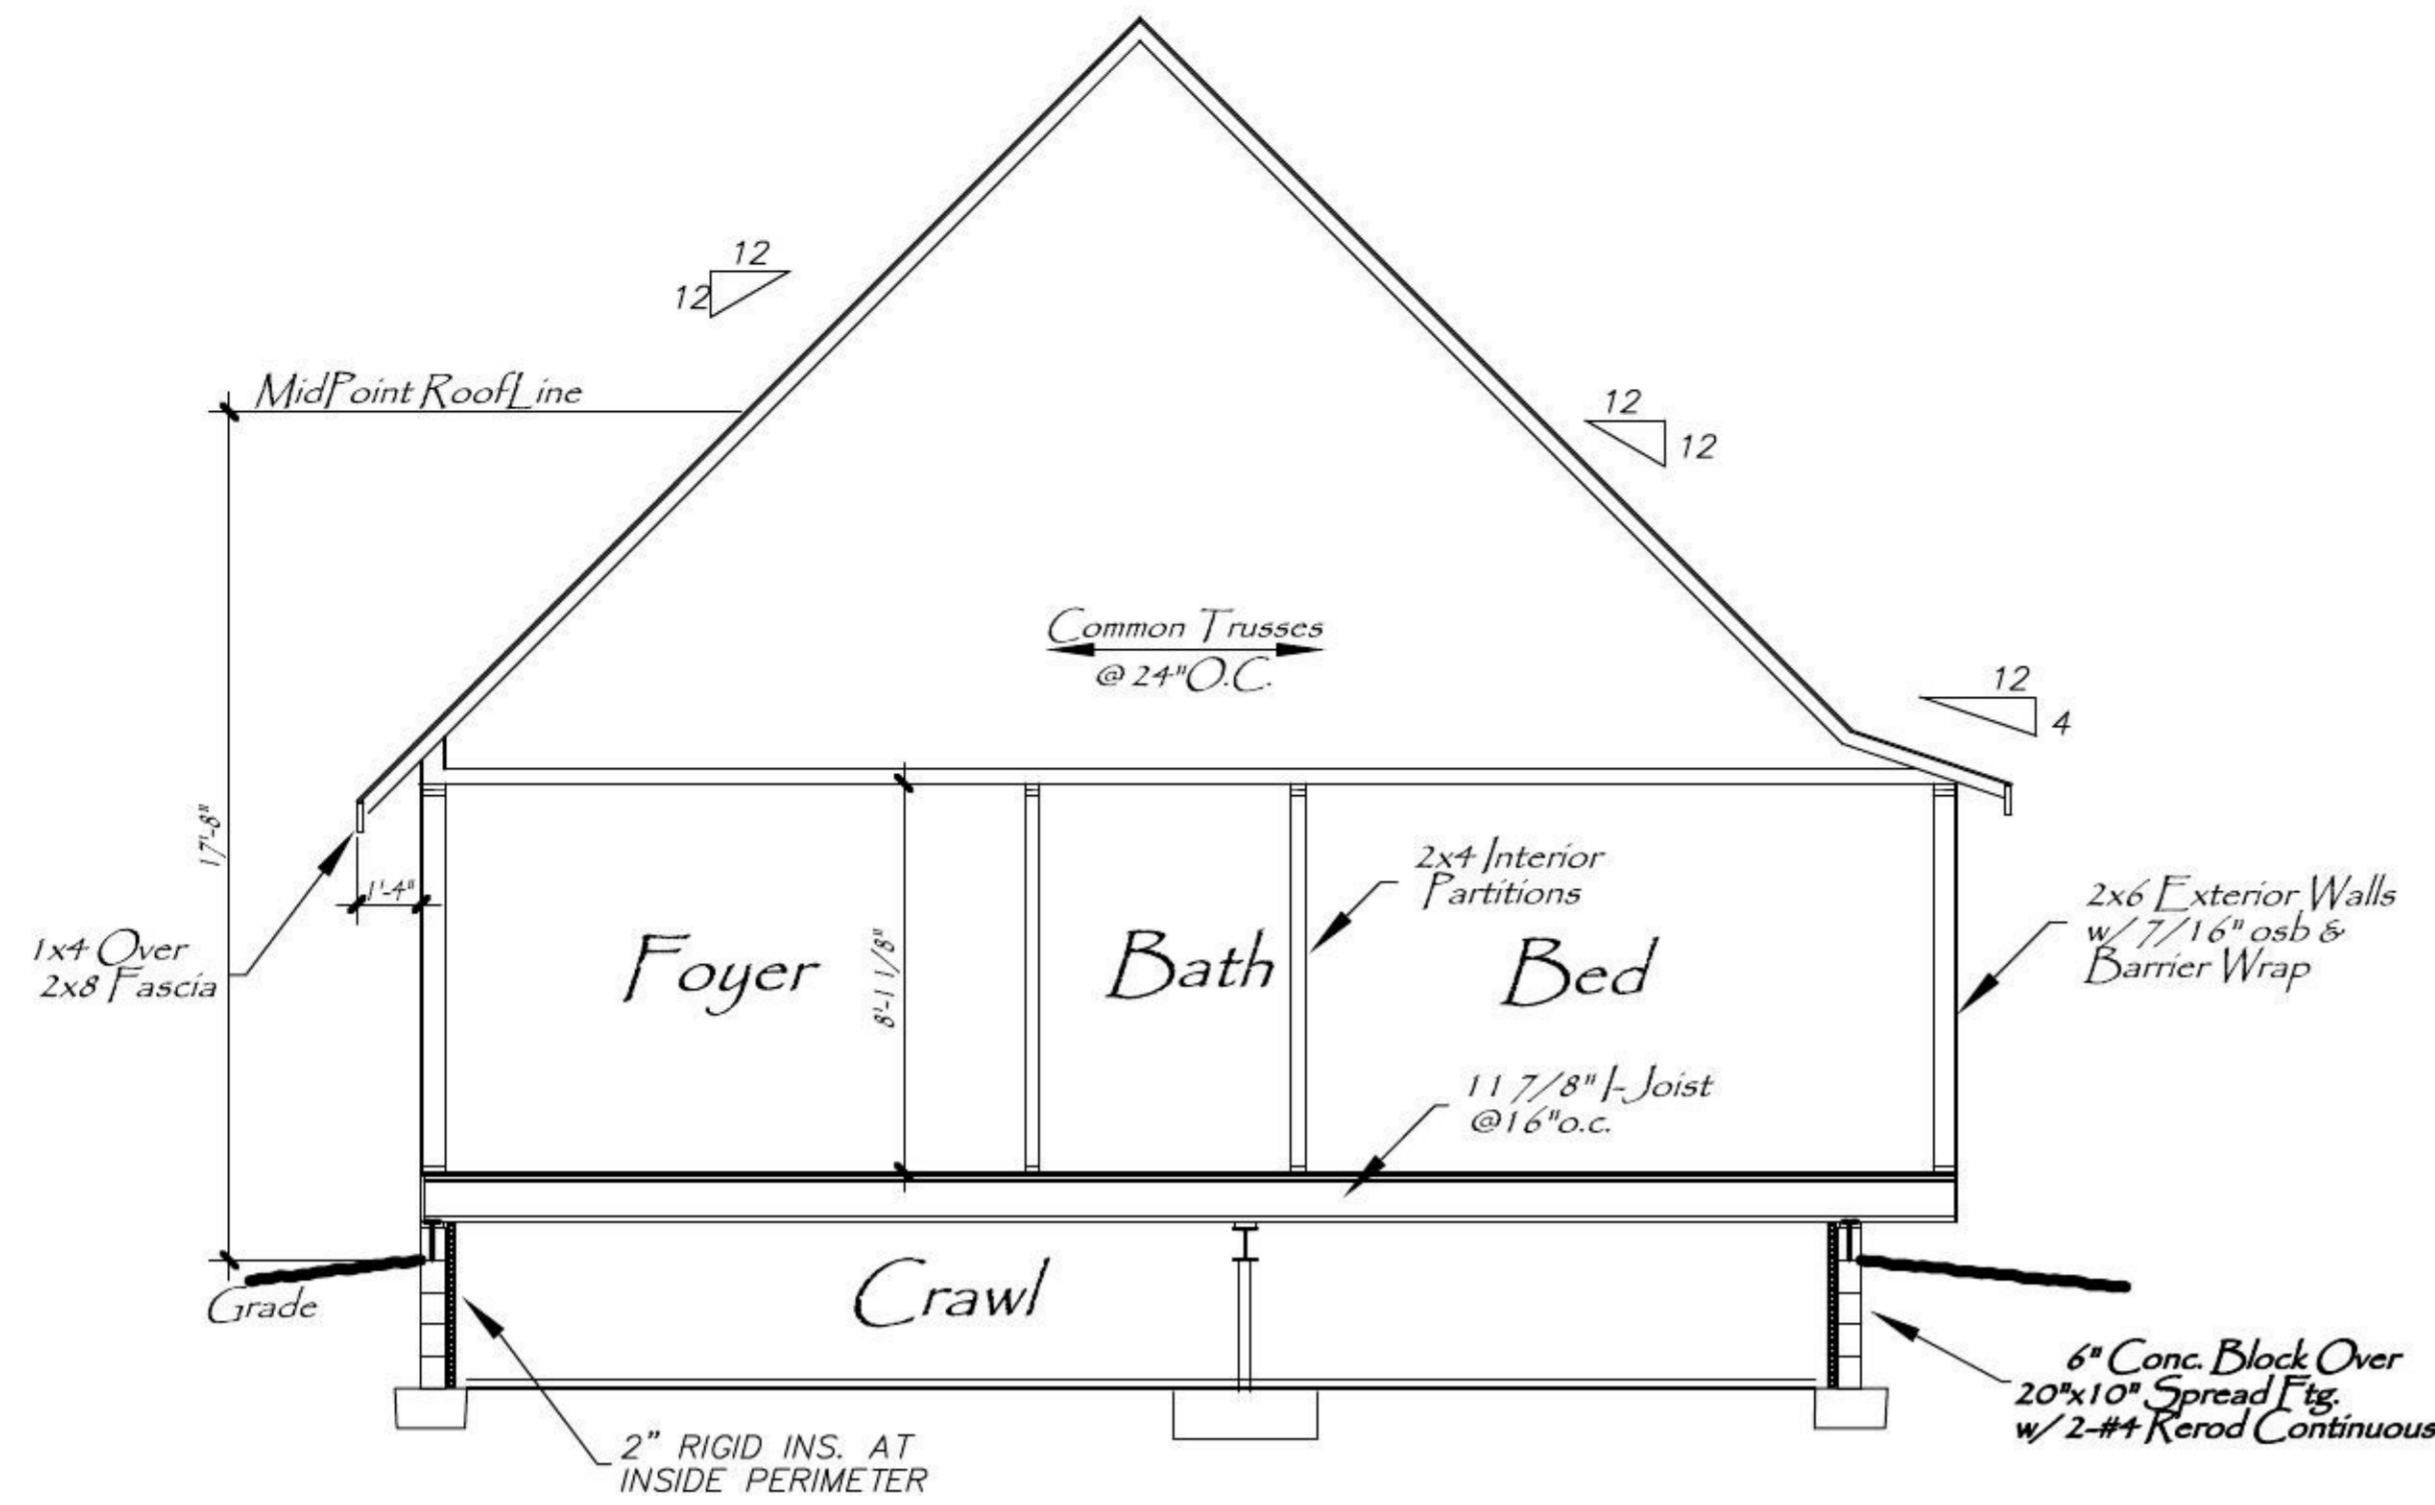 12
12
MidPoint RoofLine
12
12
Common Trusses
@ 24"O.C.
12
4
17'-8"
1'-4"
2x4 Interior
Partitions
2x6 Exterior Walls
w/ 7/16" osb &
Barrier Wrap
1x4 Over
2x8 Fascia
Foyer
8'-1 1/8"
Bath
Bed
11 7/8" I-Joist
@16"o.c.
Crawl
Grade
6" Conc. Block Over
20"x10" Spread Ftg.
w/ 2-#4 Rerod Continuous
2" RIGID INS. AT
INSIDE PERIMETER